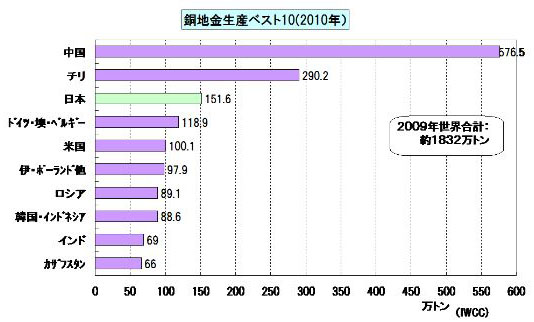 銅地金生産ベスト10(2010年)
中国 576.5
チリ 290.2
日本 151.6
ﾄﾞｲﾂ・墺・ﾍﾞﾙｷﾞｰ 118.9
米国 100.1
伊・ﾎﾟｰﾗﾝﾄﾞ他 97.9
ロシア 89.1
韓国・ｲﾝﾄﾞﾈｼｱ 88.6
インド 69
ｶｻﾞﾌｽﾀﾝ 66
2009年世界合計:
約1832万トン
0 50 100 150 200 250 300 350 400 450 500 550 600
万トン
(IWCC)